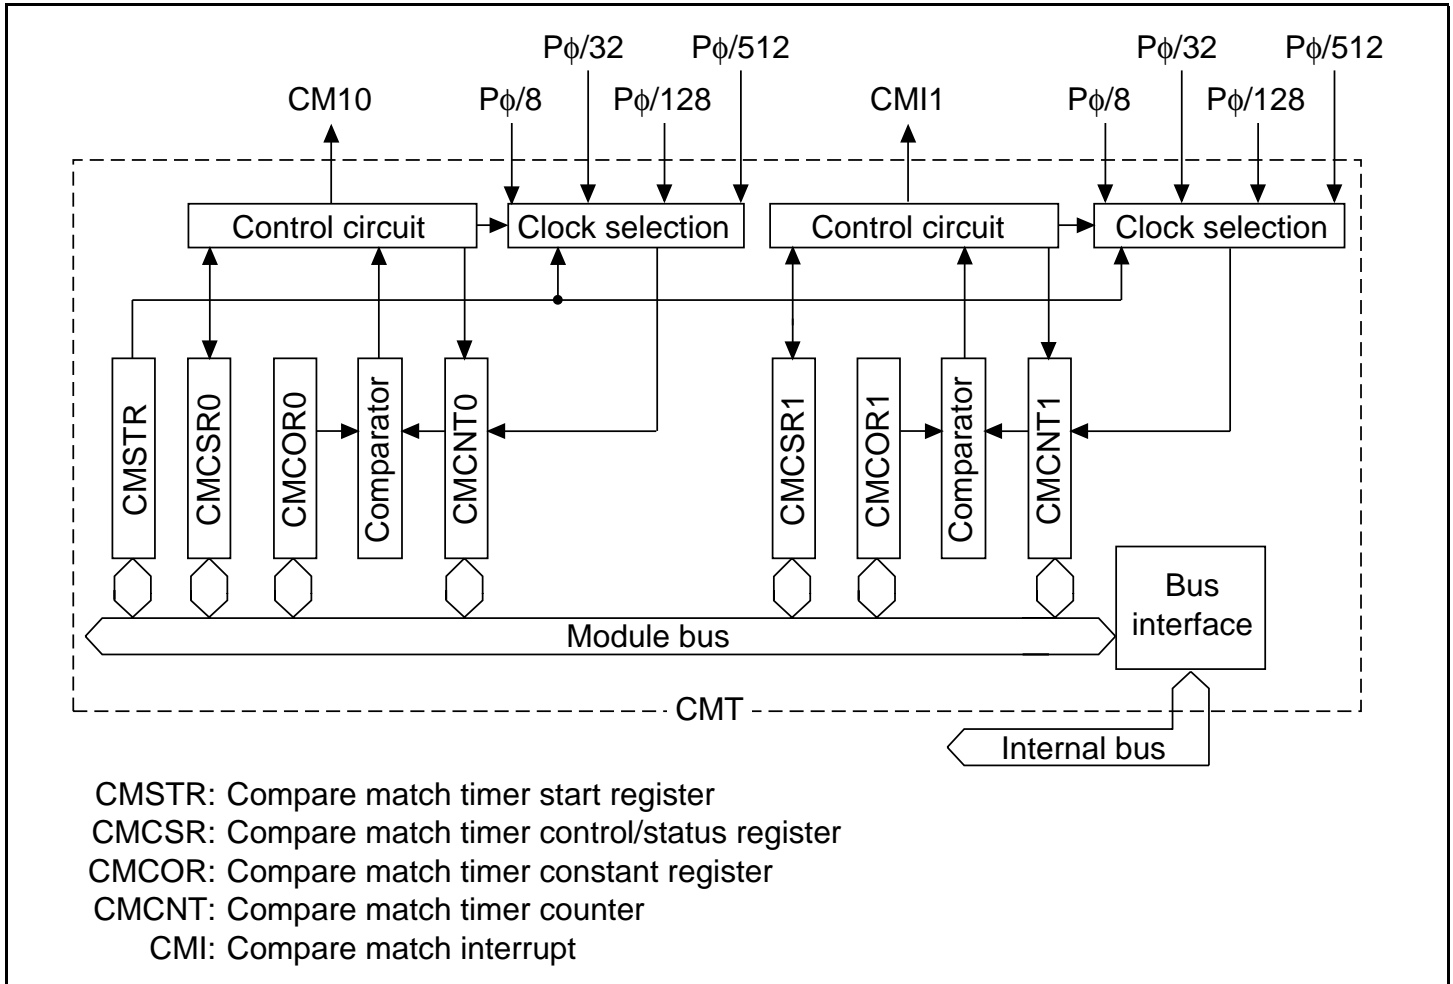 Pϕ/32 Pϕ/512 Pϕ/32 Pϕ/512
CM10 Pϕ/8 Pϕ/128 CMI1 Pϕ/8 Pϕ/128
Control circuit Clock selection Control circuit Clock selection
CMSTR
CMCSR0
CMCOR0
Comparator
CMCNT0
CMCSR1
CMCOR1
Comparator
CMCNT1
Bus
interface
Module bus
CMT
Internal bus
CMSTR: Compare match timer start register
CMCSR: Compare match timer control/status register
CMCOR: Compare match timer constant register
CMCNT: Compare match timer counter
CMI: Compare match interrupt